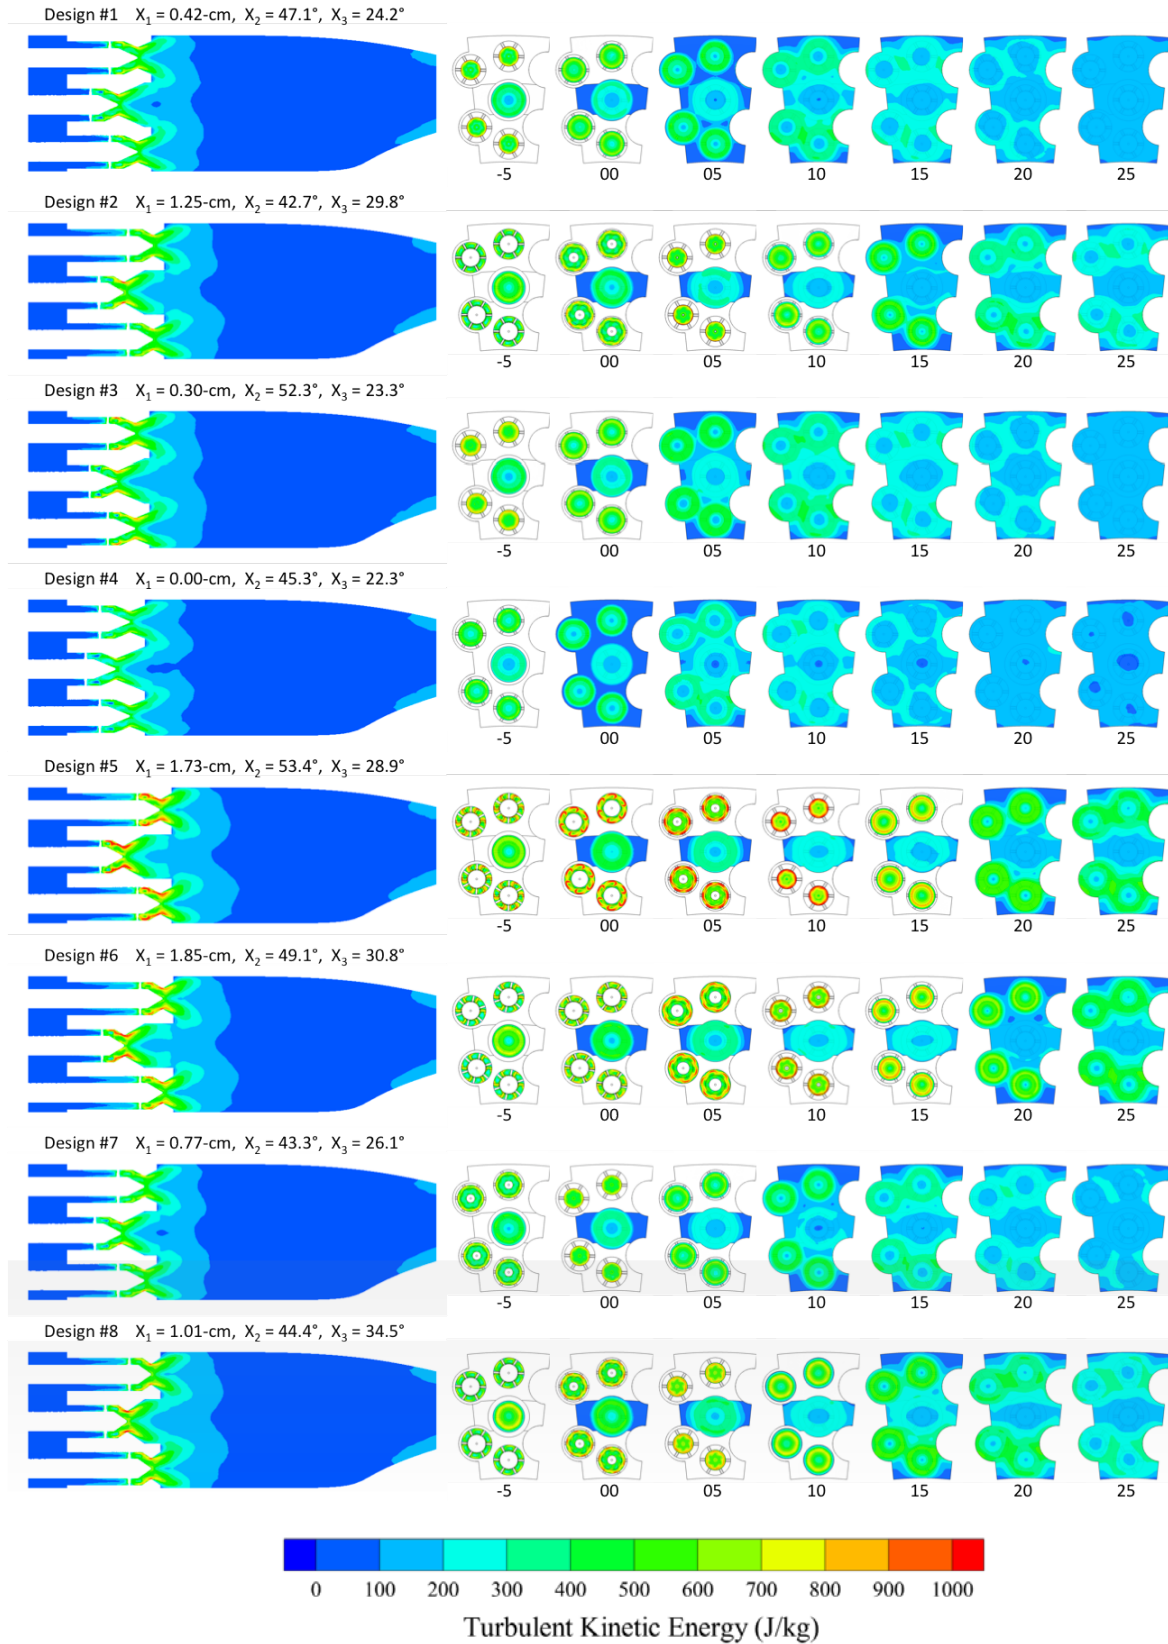 Design #1 X1 = 0.42-cm, X2 = 47.1°, X3 = 24.2°
-5 00 05 10 15 20 25
Design #2 X1 = 1.25-cm, X2 = 42.7°, X3 = 29.8°
-5 00 05 10 15 20 25
Design #3 X1 = 0.30-cm, X2 = 52.3°, X3 = 23.3°
-5 00 05 10 15 20 25
Design #4 X1 = 0.00-cm, X2 = 45.3°, X3 = 22.3°
-5 00 05 10 15 20 25
Design #5 X1 = 1.73-cm, X2 = 53.4°, X3 = 28.9°
-5 00 05 10 15 20 25
Design #6 X1 = 1.85-cm, X2 = 49.1°, X3 = 30.8°
-5 00 05 10 15 20 25
Design #7 X1 = 0.77-cm, X2 = 43.3°, X3 = 26.1°
-5 00 05 10 15 20 25
Design #8 X1 = 1.01-cm, X2 = 44.4°, X3 = 34.5°
-5 00 05 10 15 20 25
0 100 200 300 400 500 600 700 800 900 1000
Turbulent Kinetic Energy (J/kg)